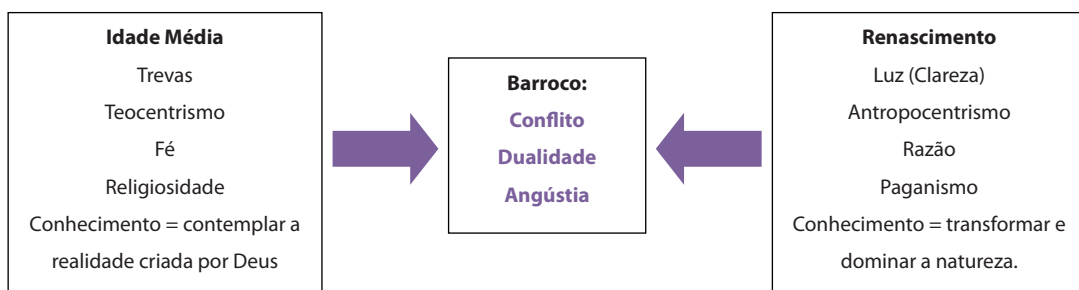 Idade Média
Trevas
Teocentrismo
Fé
Religiosidade
Conhecimento = contemplar a
realidade criada por Deus
Barroco:
Conflito
Dualidade
Angústia
Renascimento
Luz (Clareza)
Antropocentrismo
Razão
Paganismo
Conhecimento = transformar e
dominar a natureza.